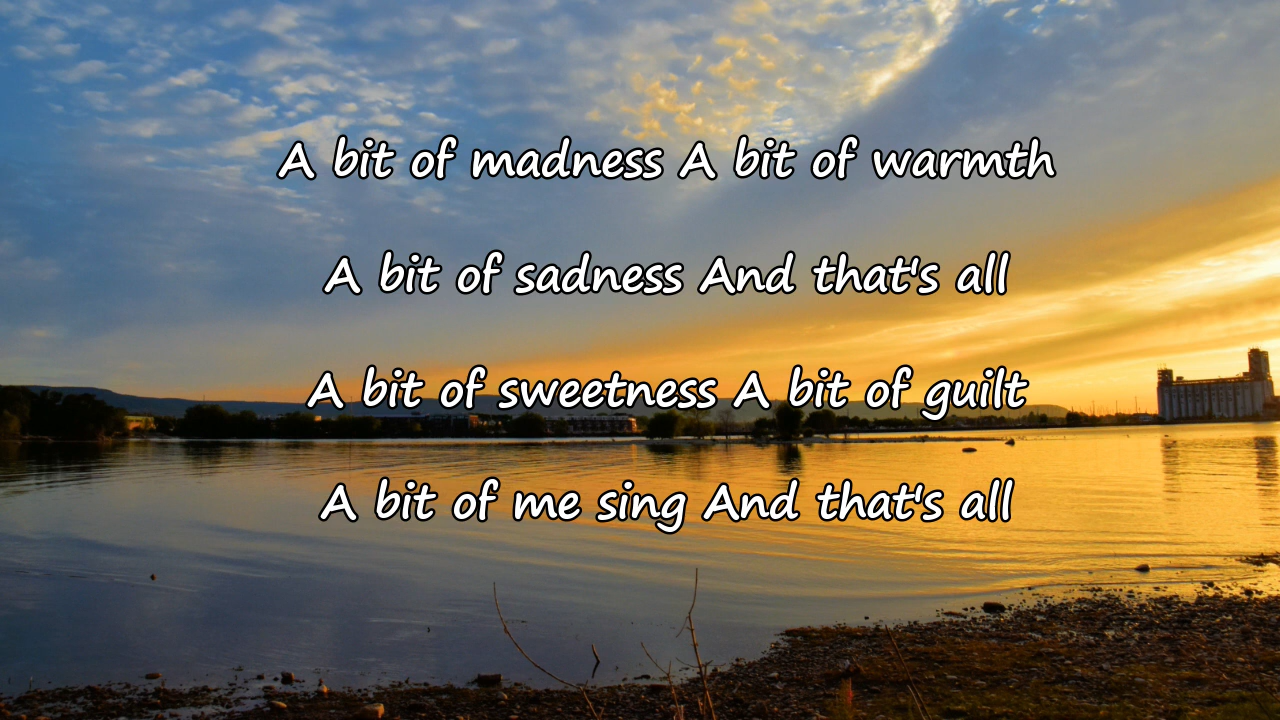 A bit of madness A bit of warmth
A bit of sadness And that's all
A bit of sweetness A bit of guilt
A bit of me sing And that's all